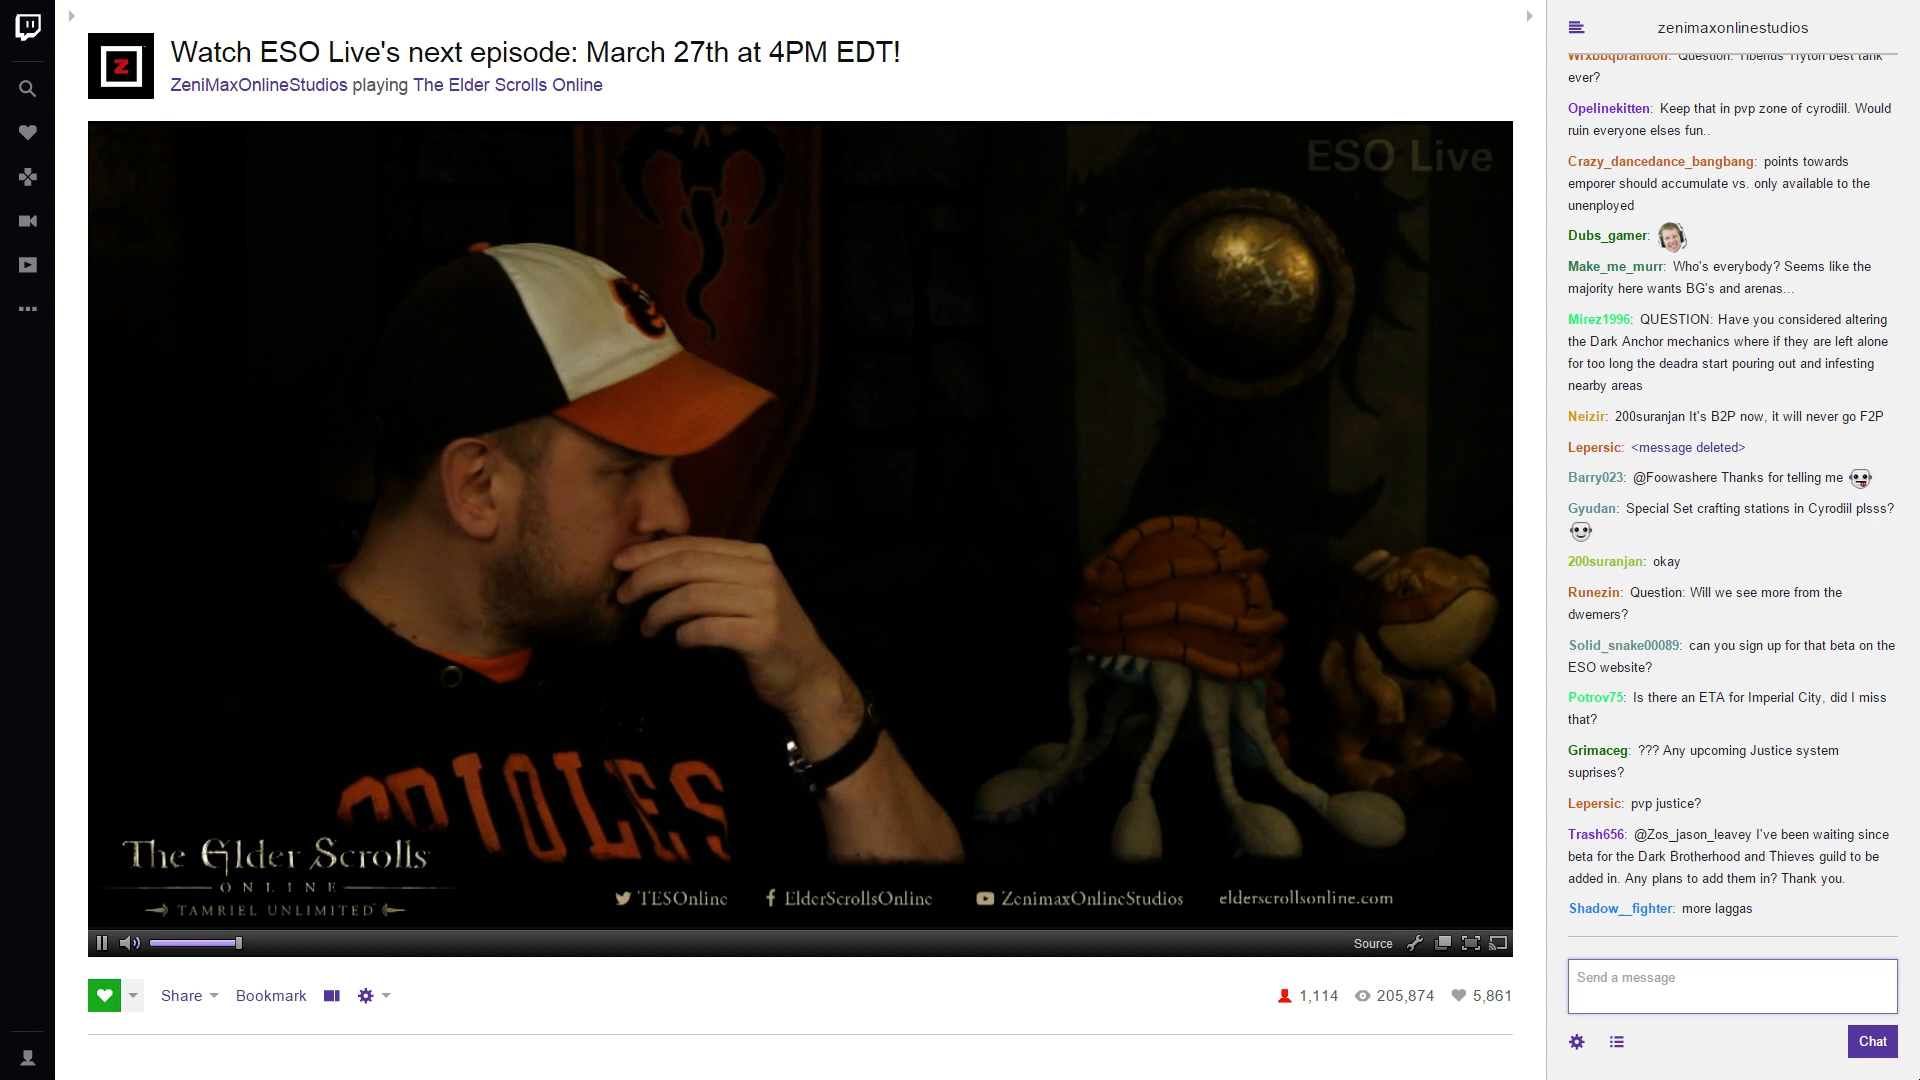 Watch ESO Live's next episode: March 27th at 4PM EDT!
ZeniMaxOnlineStudios playing The Elder Scrolls Online
ESO Live
ORIOLES
The Elder Scrolls
ONLINE
TAMRIEL UNLIMITED
TESOnline
ElderScrollsOnline
ZenimaxOnlineStudios
elderscrollsonline.com
Source
Share
Bookmark
1,114
205,874
5,861
zenimaxonlinestudios
Wrxbbqbrandon: Question: Tiberius Tryton best tank
ever?
Opelinekitten: Keep that in pvp zone of cyrodiil. Would
ruin everyone elses fun..
Crazy_dancedance_bangbang: points towards
emporer should accumulate vs. only available to the
unenployed
Dubs_gamer:
Make_me_murr: Who's everybody? Seems like the
majority here wants BG's and arenas...
Mirez1996: QUESTION: Have you considered altering
the Dark Anchor mechanics where if they are left alone
for too long the deadra start pouring out and infesting
nearby areas
Neizir: 200suranjan It's B2P now, it will never go F2P
Lepersic: <message deleted>
Barry023: @Foowashere Thanks for telling me
Gyudan: Special Set crafting stations in Cyrodiil plsss?
200suranjan: okay
Runezin: Question: Will we see more from the
dwemers?
Solid_snake00089: can you sign up for that beta on the
ESO website?
Potrov75: Is there an ETA for Imperial City, did I miss
that?
Grimaceg: ??? Any upcoming Justice system
suprises?
Lepersic: pvp justice?
Trash656: @Zos_jason_leavey I've been waiting since
beta for the Dark Brotherhood and Thieves guild to be
added in. Any plans to add them in? Thank you.
Shadow__fighter: more laggas
Send a message
Chat